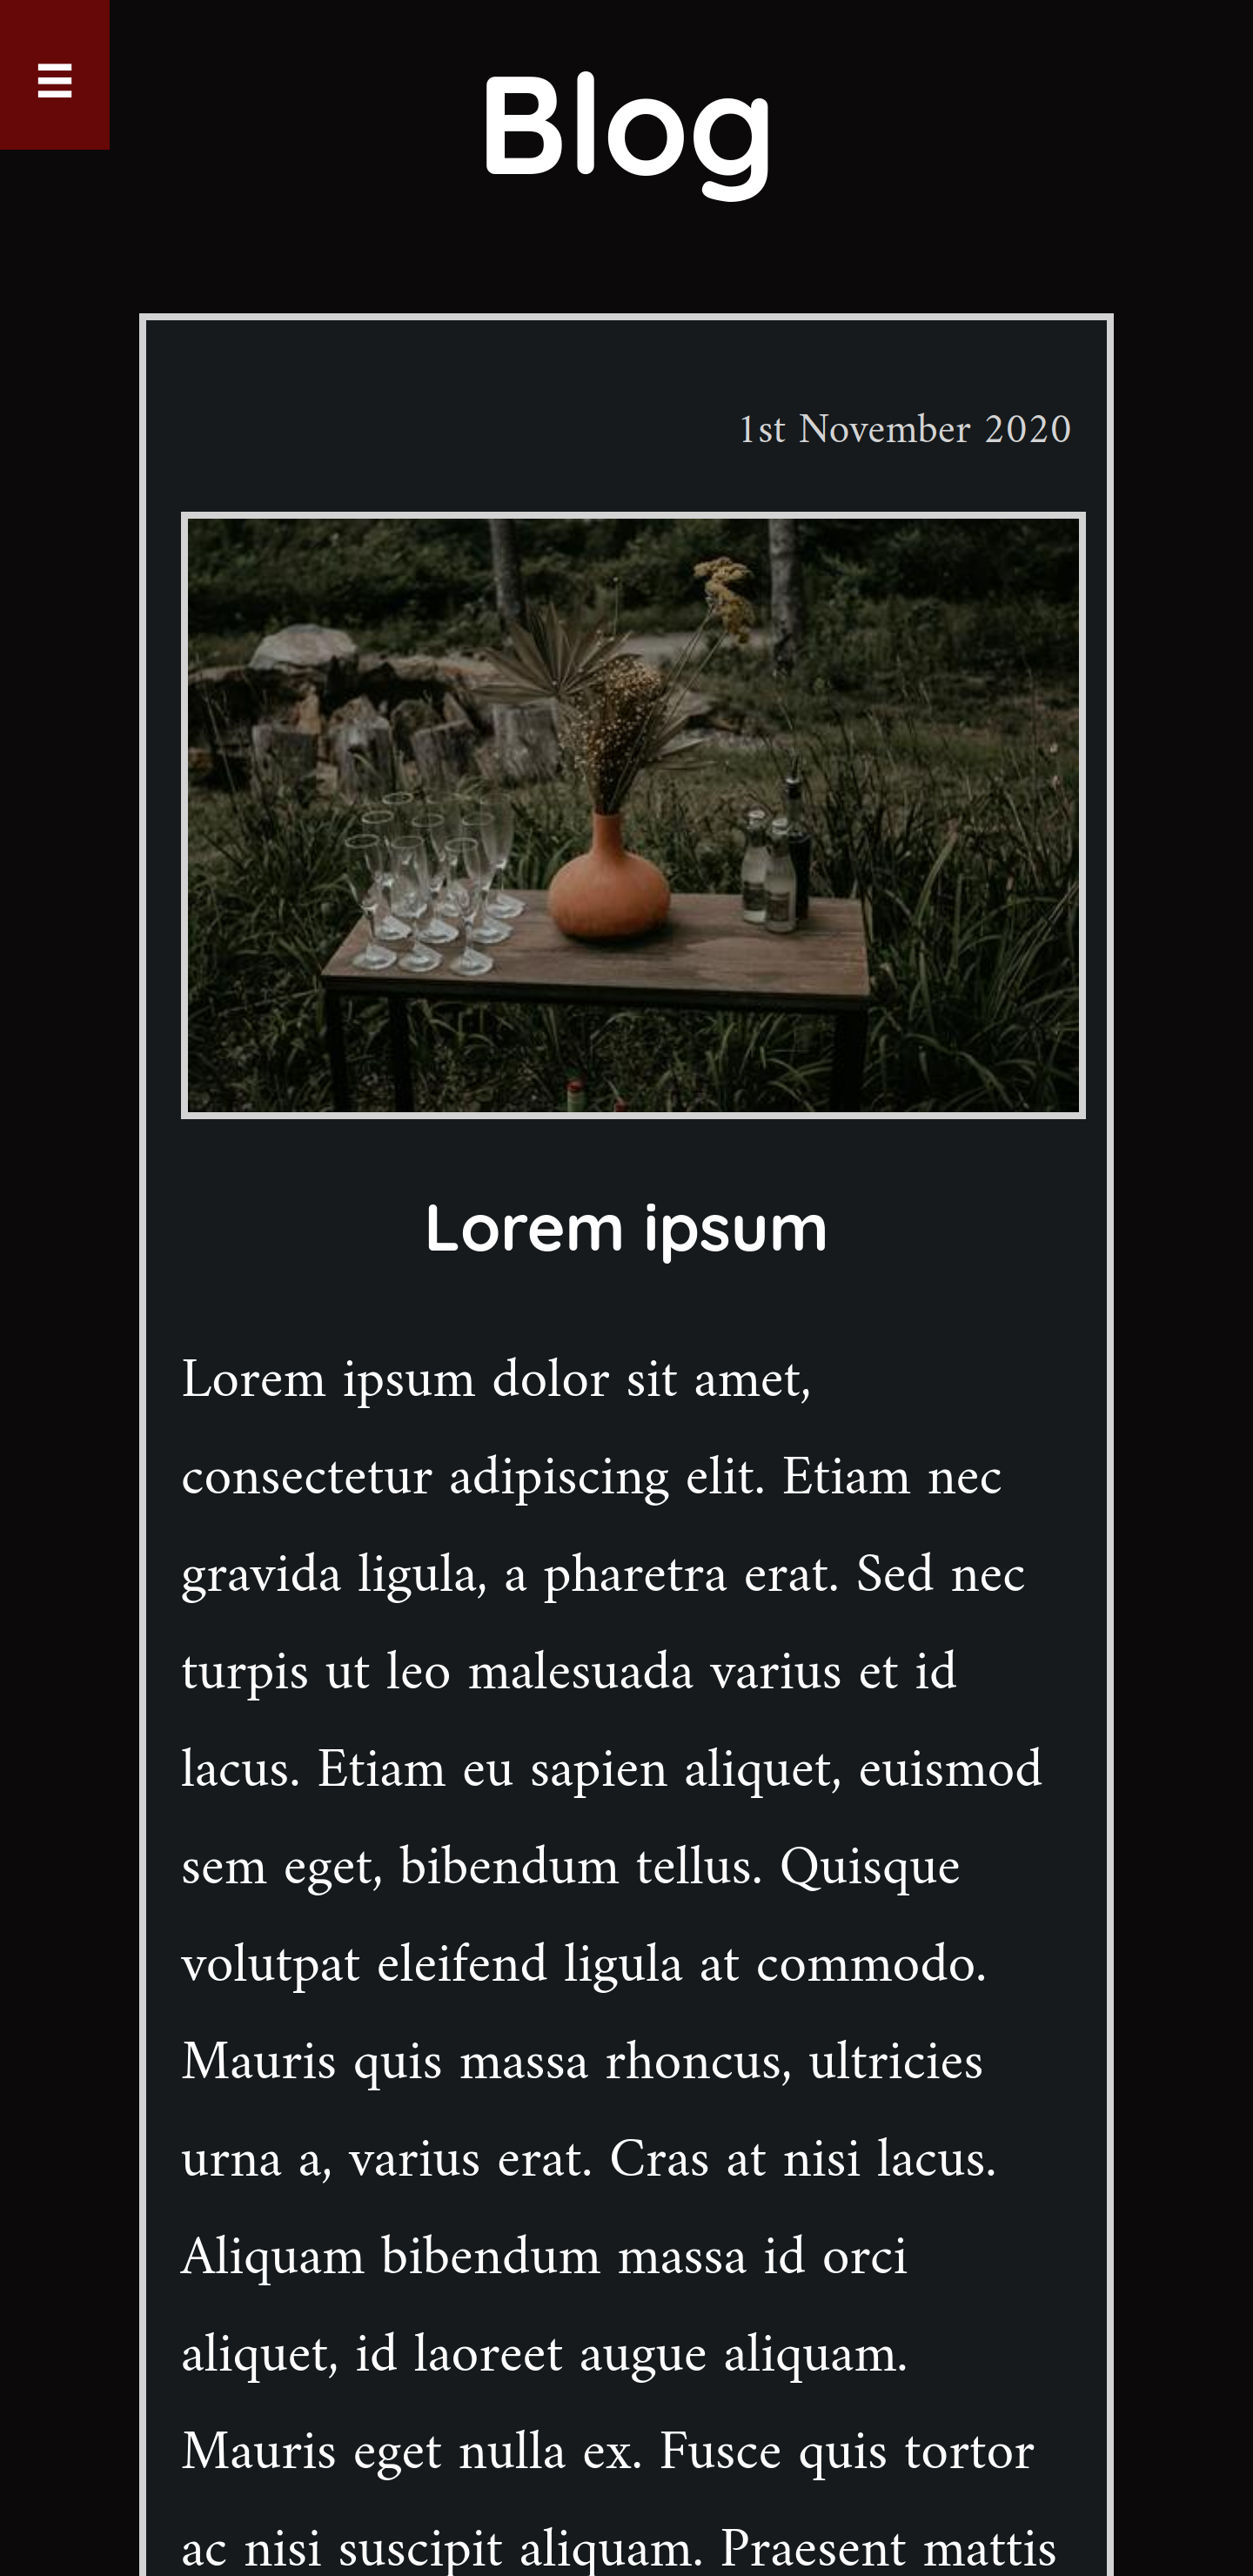 Blog
1st November 2020
Lorem ipsum
Lorem ipsum dolor sit amet,
consectetur adipiscing elit. Etiam nec
gravida ligula, a pharetra erat. Sed nec
turpis ut leo malesuada varius et id
lacus. Etiam eu sapien aliquet, euismod
sem eget, bibendum tellus. Quisque
volutpat eleifend ligula at commodo.
Mauris quis massa rhoncus, ultricies
urna a, varius erat. Cras at nisi lacus.
Aliquam bibendum massa id orci
aliquet, id laoreet augue aliquam.
Mauris eget nulla ex. Fusce quis tortor
ac nisi suscipit aliquam. Praesent mattis